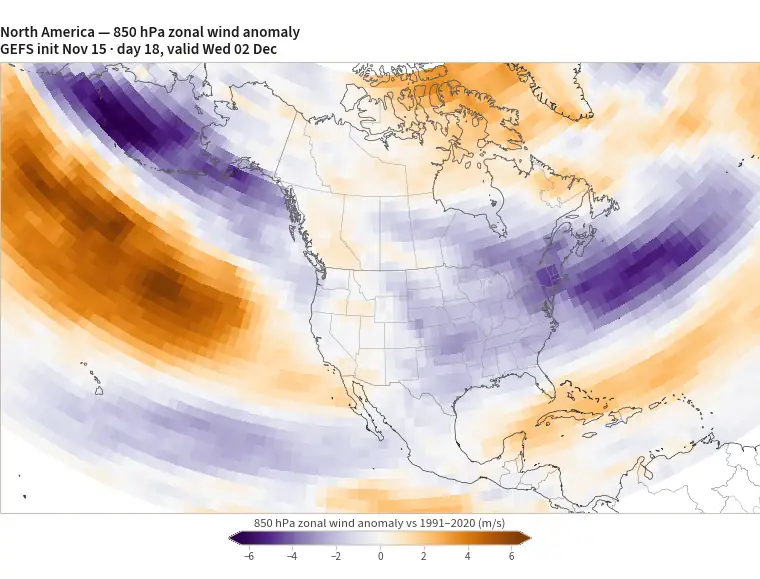 North America — 850 hPa zonal wind anomaly
GEFS init Nov 15 · day 18, valid Wed 02 Dec
850 hPa zonal wind anomaly vs 1991–2020 (m/s)
−6 −4 −2 0 2 4 6